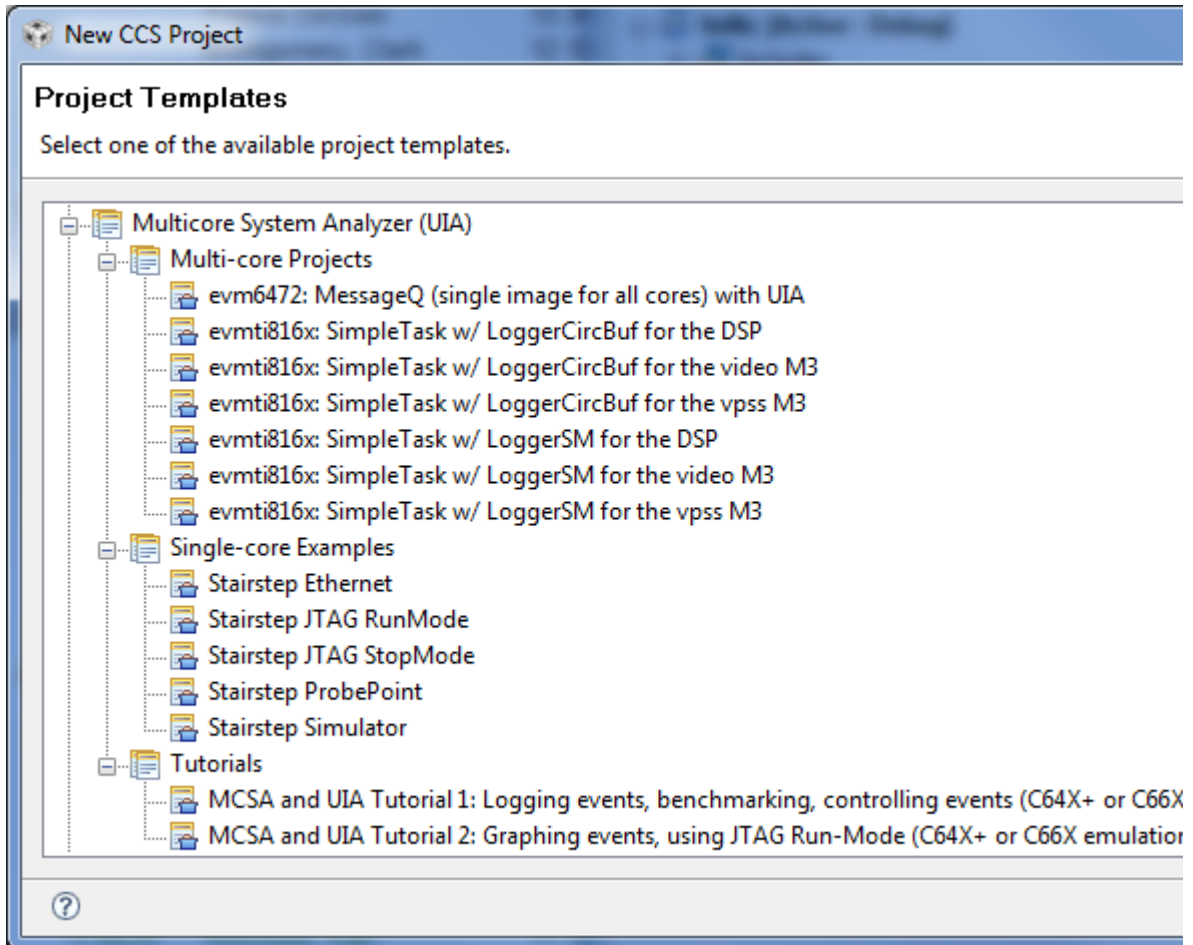 New CCS Project
Project Templates
Select one of the available project templates.
Multicore System Analyzer (UIA)
Multi-core Projects
evm6472: MessageQ (single image for all cores) with UIA
evmti816x: SimpleTask w/ LoggerCircBuf for the DSP
evmti816x: SimpleTask w/ LoggerCircBuf for the video M3
evmti816x: SimpleTask w/ LoggerCircBuf for the vpss M3
evmti816x: SimpleTask w/ LoggerSM for the DSP
evmti816x: SimpleTask w/ LoggerSM for the video M3
evmti816x: SimpleTask w/ LoggerSM for the vpss M3
Single-core Examples
Stairstep Ethernet
Stairstep JTAG RunMode
Stairstep JTAG StopMode
Stairstep ProbePoint
Stairstep Simulator
Tutorials
MCSA and UIA Tutorial 1: Logging events, benchmarking, controlling events (C64X+ or C66X
MCSA and UIA Tutorial 2: Graphing events, using JTAG Run-Mode (C64X+ or C66X emulation